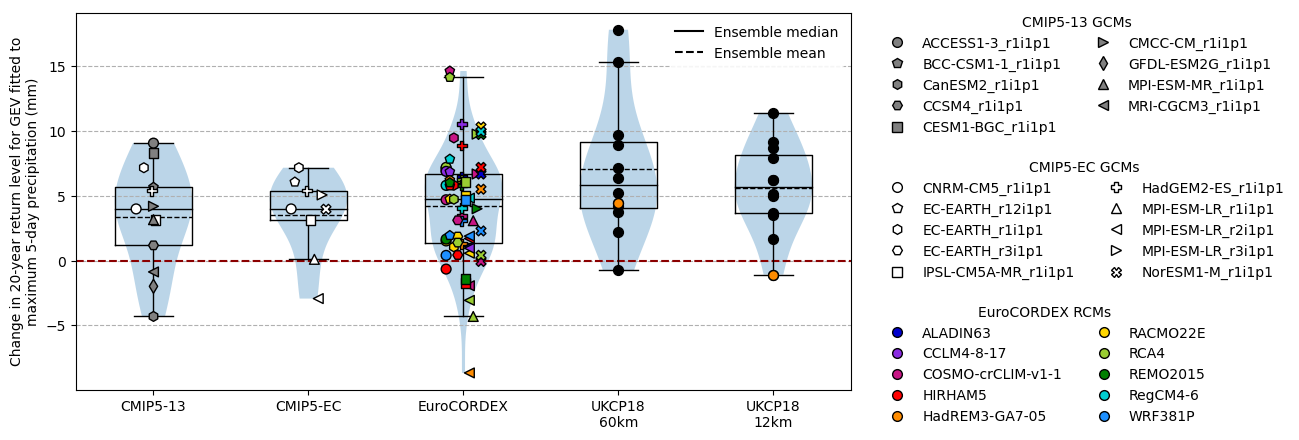 Change in 20-year return level for GEV fitted to
maximum 5-day precipitation (mm)
15
10
5
0
−5
Ensemble median
Ensemble mean
CMIP5-13
CMIP5-EC
EuroCORDEX
UKCP18
60km
UKCP18
12km
CMIP5-13 GCMs
ACCESS1-3_r1i1p1
BCC-CSM1-1_r1i1p1
CanESM2_r1i1p1
CCSM4_r1i1p1
CESM1-BGC_r1i1p1
CMCC-CM_r1i1p1
GFDL-ESM2G_r1i1p1
MPI-ESM-MR_r1i1p1
MRI-CGCM3_r1i1p1
CMIP5-EC GCMs
CNRM-CM5_r1i1p1
EC-EARTH_r12i1p1
EC-EARTH_r1i1p1
EC-EARTH_r3i1p1
IPSL-CM5A-MR_r1i1p1
HadGEM2-ES_r1i1p1
MPI-ESM-LR_r1i1p1
MPI-ESM-LR_r2i1p1
MPI-ESM-LR_r3i1p1
NorESM1-M_r1i1p1
EuroCORDEX RCMs
ALADIN63
CCLM4-8-17
COSMO-crCLIM-v1-1
HIRHAM5
HadREM3-GA7-05
RACMO22E
RCA4
REMO2015
RegCM4-6
WRF381P